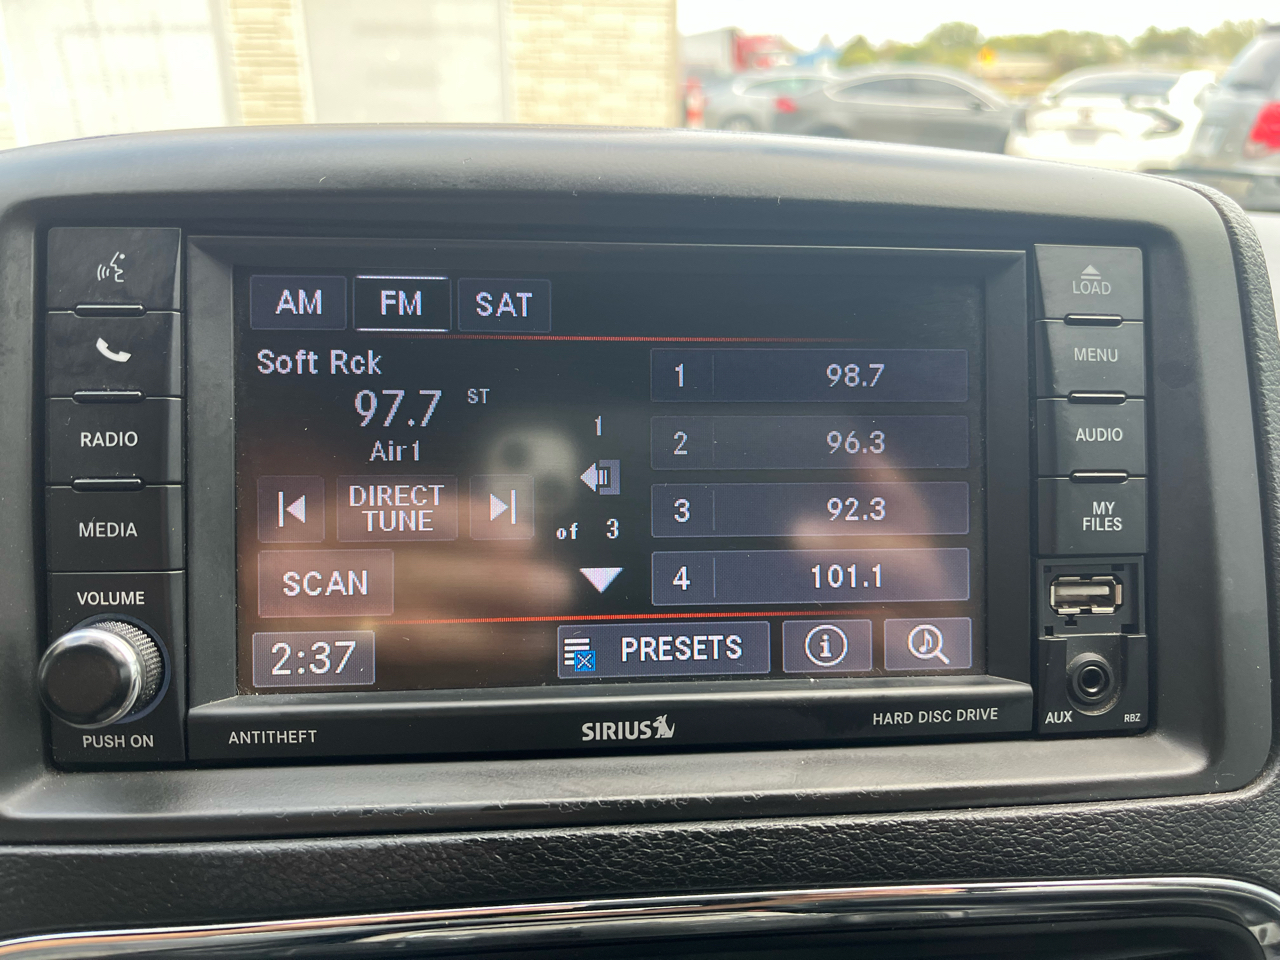 AM FM SAT
Soft Rck
97.7 ST
Air1
DIRECT
TUNE
SCAN
2:37
1
of 3
1 98.7
2 96.3
3 92.3
4 101.1
PRESETS
i
RADIO
MEDIA
VOLUME
PUSH ON
LOAD
MENU
AUDIO
MY
FILES
AUX
RBZ
ANTITHEFT
SIRIUS
HARD DISC DRIVE